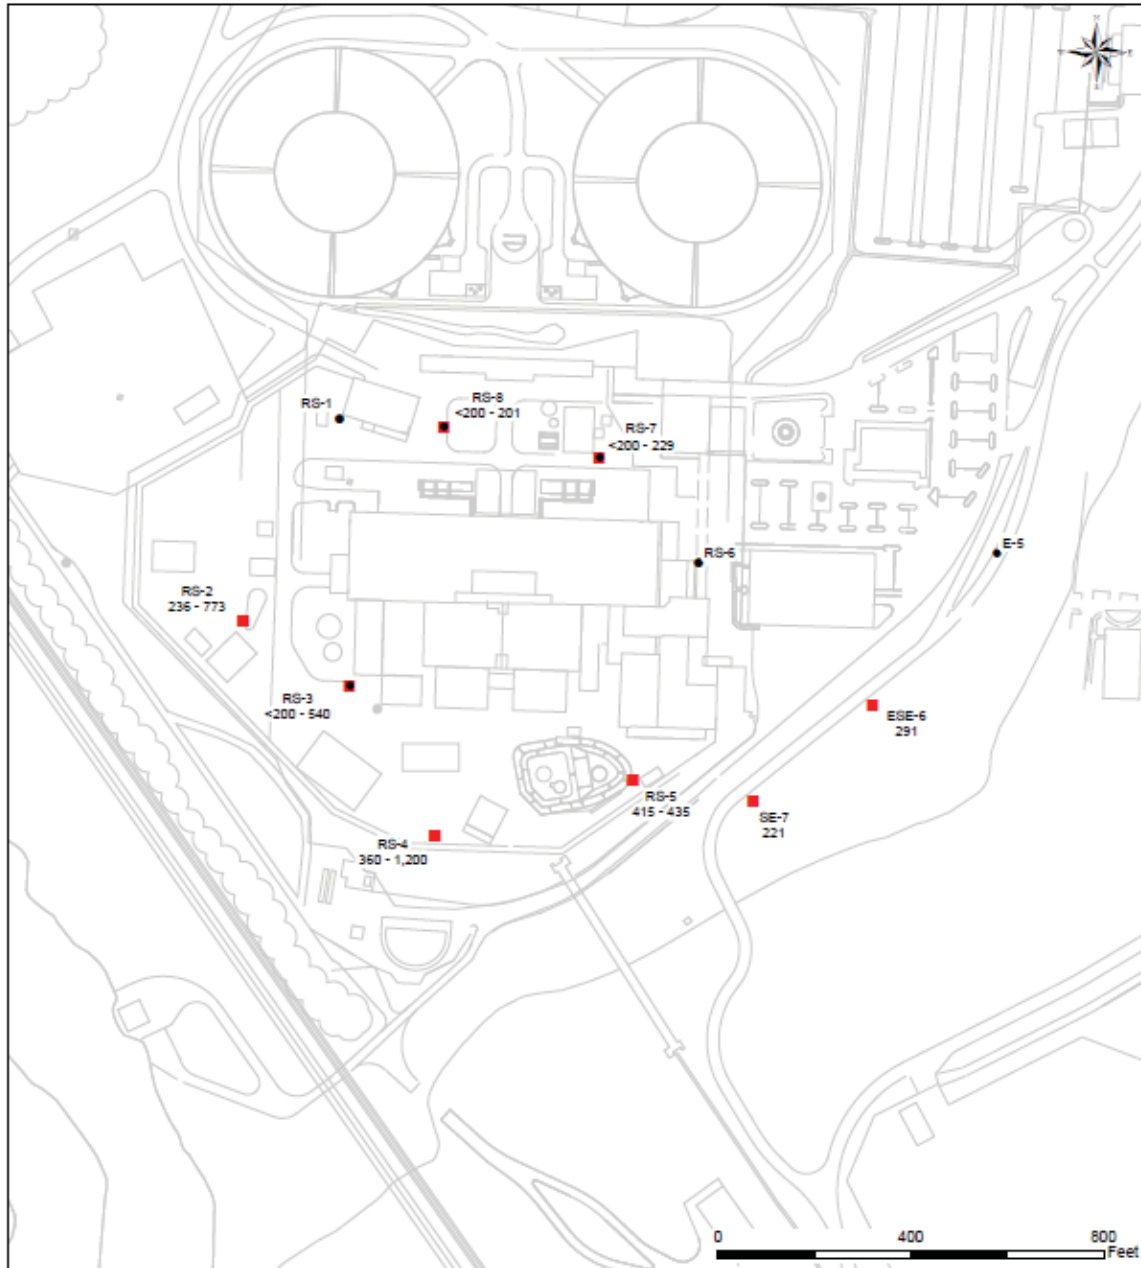 RS-1
RS-8
<200 - 201
RS-7
<200 - 229
RS-6
E-5
RS-2
236 - 773
RS-3
<200 - 540
ESE-6
291
RS-5
415 - 435
SE-7
221
RS-4
360 - 1,200
0 400 800
Feet